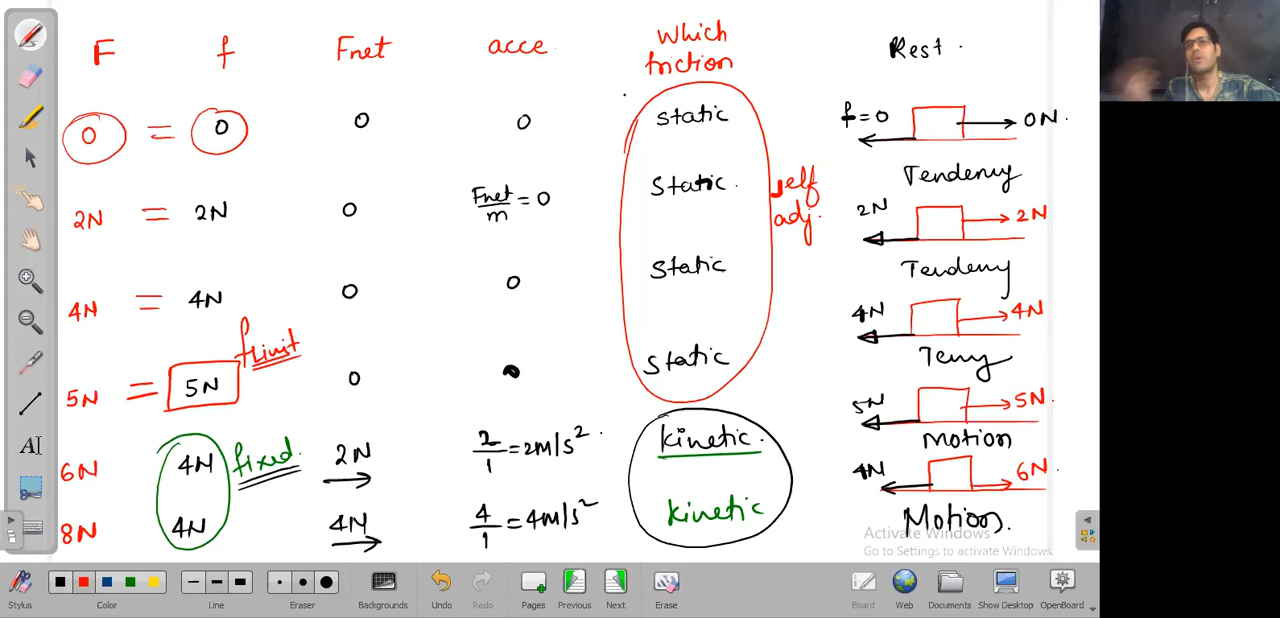 F f Fnet acce Which friction Rest.
0 = 0 0 0 static f=0 0N.
Tendency
2N = 2N 0 Fnet/m = 0 Static. self adj. 2N 2N
Tendeny
4N = 4N 0 0 Static 4N 4N
flimit
5N = 5N 0 Static 5N 5N.
Motion
6N 4N fixed. 2N 2/1 = 2M/s² kinetic. 4N 6N
8N 4N 4N 4/1 = 4m/s² kinetic Motion.
Activate Windows
Go to Settings to activate Windows.
Stylus Color Line Eraser Backgrounds Undo Redo Pages Previous Next Erase Board Web Documents Show Desktop OpenBoard